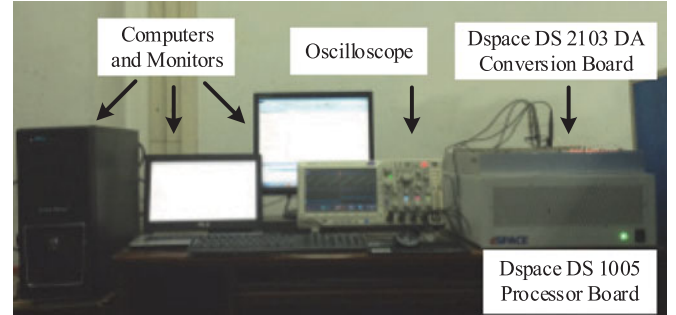 Computers
and Monitors
Oscilloscope
Dspace DS 2103 DA
Conversion Board
dSPACE
Dspace DS 1005
Processor Board